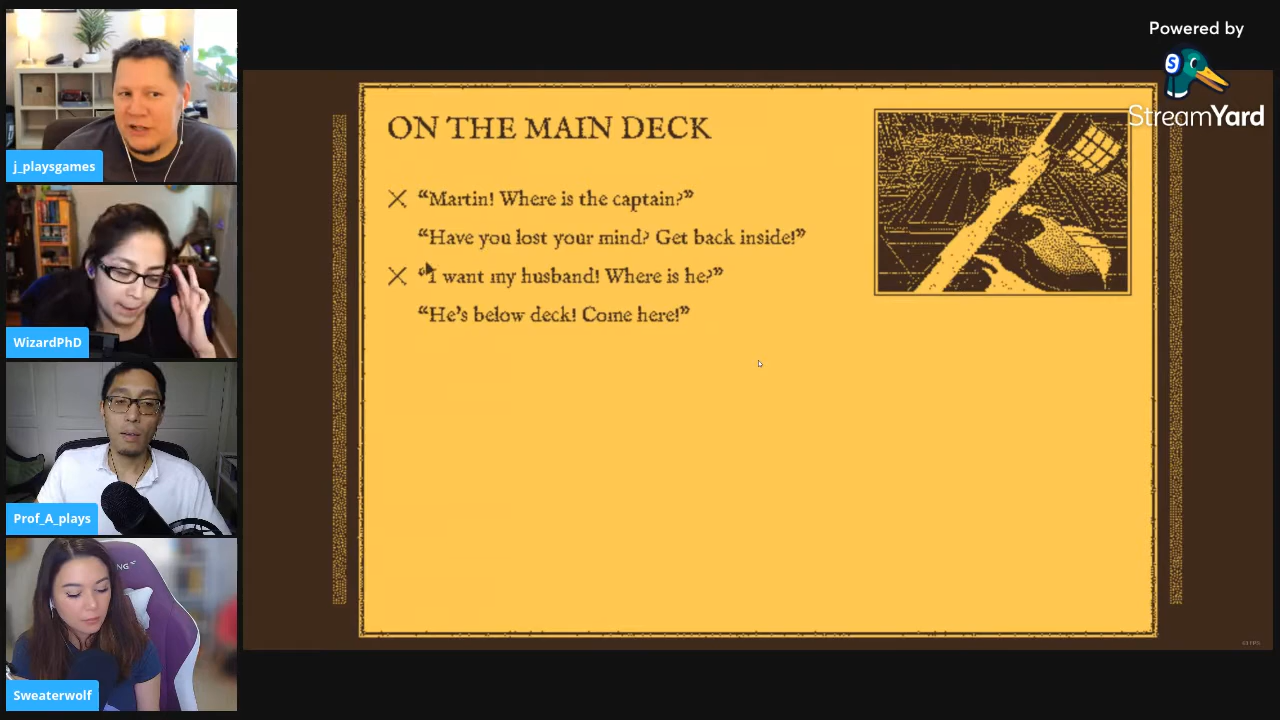 j_playsgames
WizardPhD
Prof_A_plays
Sweaterwolf
ON THE MAIN DECK
“Martin! Where is the captain?”
“Have you lost your mind? Get back inside!”
“I want my husband! Where is he?”
“He’s below deck! Come here!”
Powered by
S
StreamYard